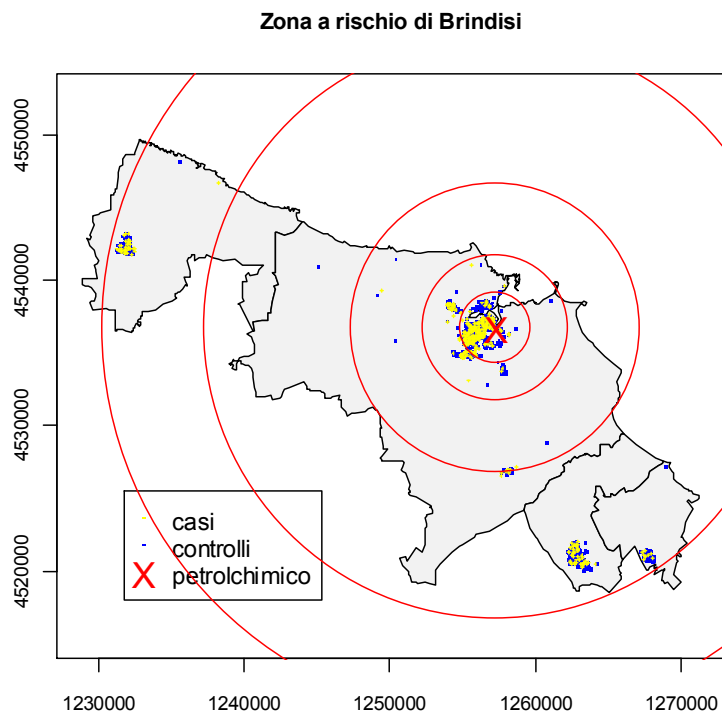 Zona a rischio di Brindisi
4550000
4540000
4530000
4520000
casi
controlli
X petrolchimico
X
1230000 1240000 1250000 1260000 1270000